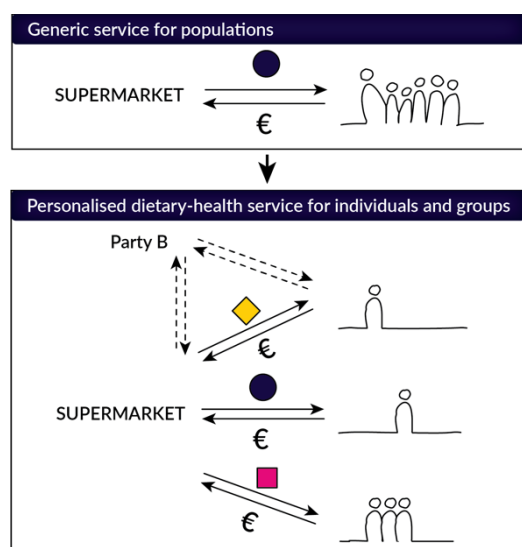 Generic service for populations
SUPERMARKET
€
Personalised dietary-health service for individuals and groups
Party B
€
SUPERMARKET
€
€